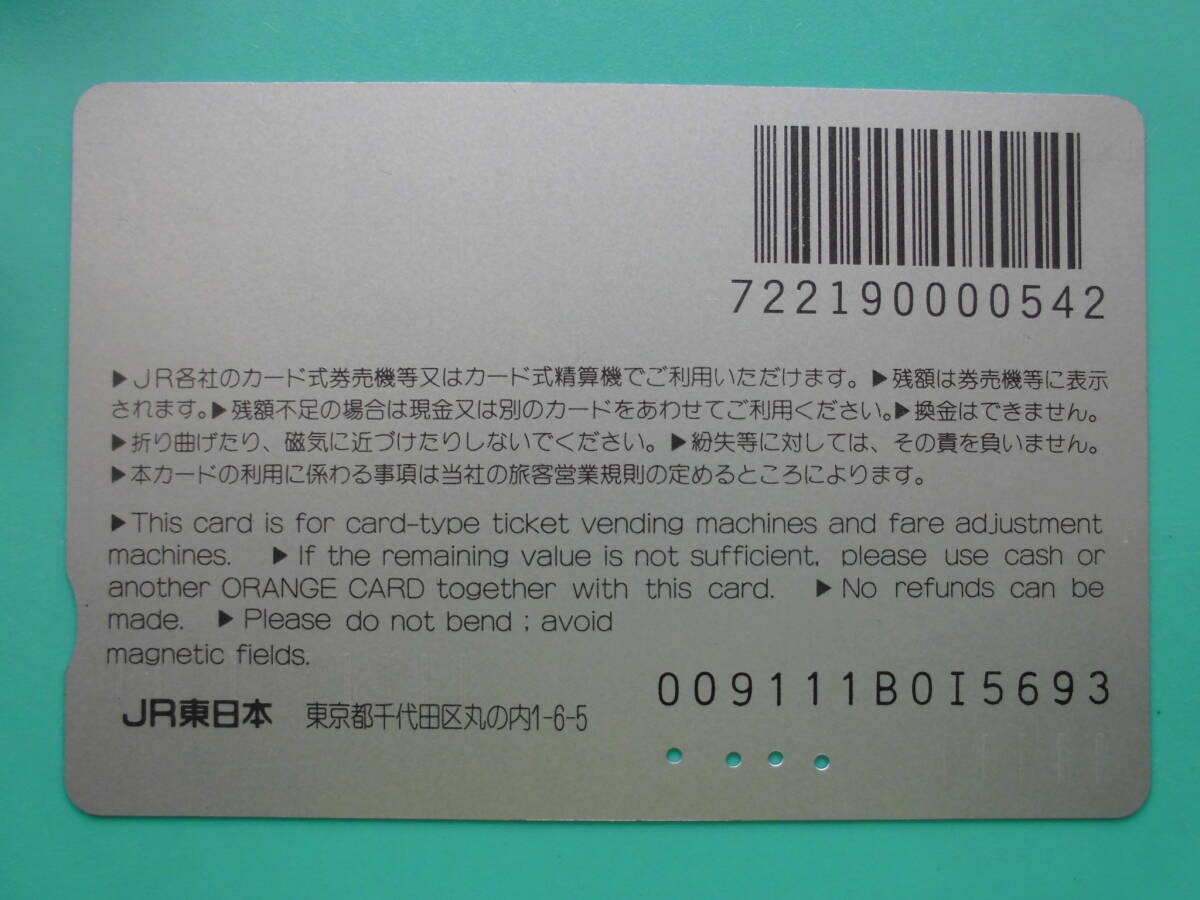 722190000542
▶JR各社のカード式券売機等又はカード式精算機でご利用いただけます。▶残額は券売機等に表示
されます。▶残額不足の場合は現金又は別のカードをあわせてご利用ください。▶換金はできません。
▶折り曲げたり、磁気に近づけたりしないでください。▶紛失等に対しては、その責を負いません。
▶本カードの利用に係わる事項は当社の旅客営業規則の定めるところによります。
▶This card is for card-type ticket vending machines and fare adjustment
machines. ▶If the remaining value is not sufficient, please use cash or
another ORANGE CARD together with this card. ▶No refunds can be
made. ▶Please do not bend ; avoid
magnetic fields.
009111B0I5693
JR東日本 東京都千代田区丸の内1-6-5